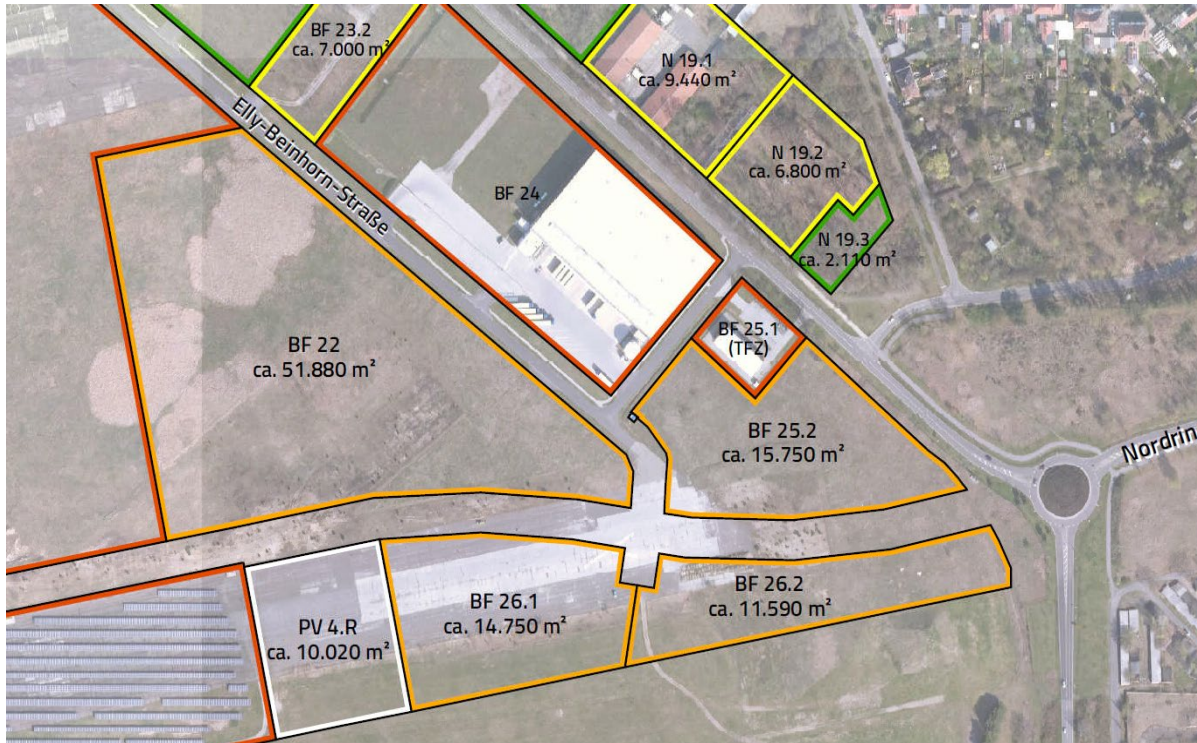 BF 23.2
ca. 7.000 m²
N 19.1
ca. 9.440 m²
Elly-Beinhorn-Straße
N 19.2
ca. 6.800 m²
BF 24
N 19.3
ca. 2.110 m²
BF 25.1
(TFZ)
BF 22
ca. 51.880 m²
BF 25.2
ca. 15.750 m²
Nordrin
BF 26.2
ca. 11.590 m²
BF 26.1
ca. 14.750 m²
PV 4.R
ca. 10.020 m²